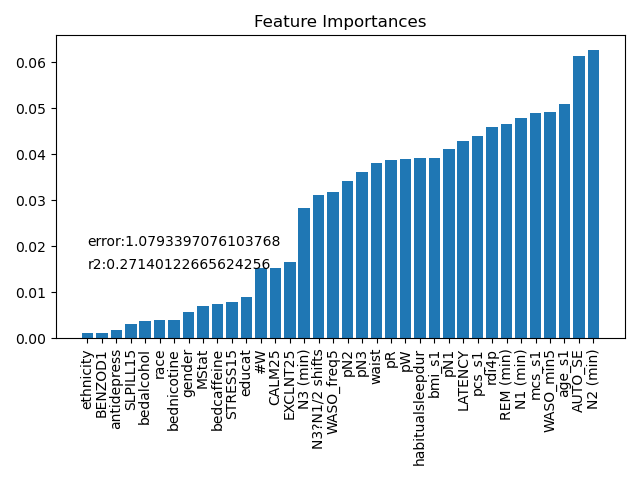 Feature Importances
0.06
0.05
0.04
0.03
0.02
0.01
0.00
error:1.0793397076103768
r2:0.27140122665624256
ethnicity
BENZOD1
antidepress
SLPILL15
bedalcohol
race
bednicotine
gender
MStat
bedcaffeine
STRESS15
educat
#W
CALM25
EXCLNT25
N3 (min)
N3?N1/2 shifts
WASO_freq5
pN2
pN3
waist
pR
pW
habitualsleepdur
bmi_s1
pN1
LATENCY
pcs_s1
rdi4p
REM (min)
N1 (min)
mcs_s1
WASO_min5
age_s1
AUTO_SE
N2 (min)